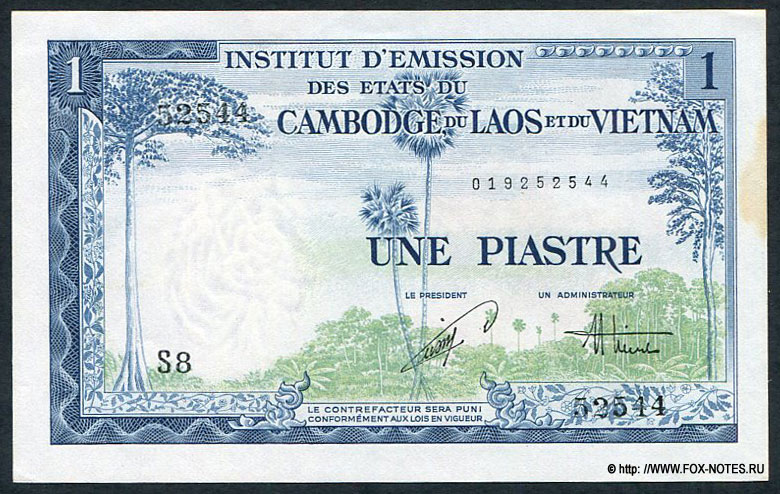 1 INSTITUT D'EMISSION 1
DES ETATS DU
52544
CAMBODGE, DU LAOS ET DU VIETNAM
019252544
UNE PIASTRE
LE PRESIDENT UN ADMINISTRATEUR
S8
52544
LE CONTREFACTEUR SERA PUNI
CONFORMÉMENT AUX LOIS EN VIGUEUR
© http: //WWW.FOX-NOTES.RU